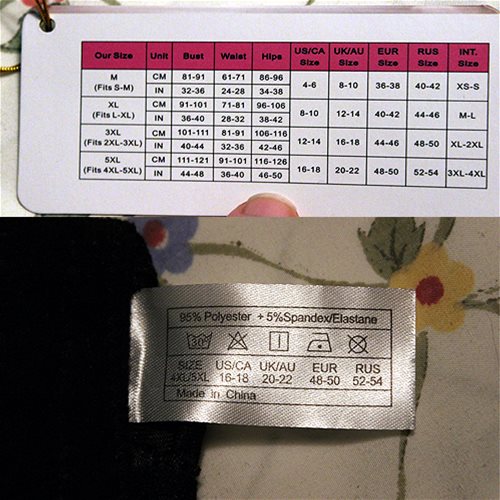 Our Size Unit Bust Waist Hips US/CA Size UK/AU Size EUR Size RUS Size INT. Size
M (Fits S-M) CM 81-91 61-71 86-96 4-6 8-10 36-38 40-42 XS-S
IN 32-36 24-28 34-38
XL (Fits L-XL) CM 91-101 71-81 96-106 8-10 12-14 40-42 44-46 M-L
IN 36-40 28-32 38-42
3XL (Fits 2XL-3XL) CM 101-111 81-91 106-116 12-14 16-18 44-46 48-50 XL-2XL
IN 40-44 32-36 42-46
5XL (Fits 4XL-5XL) CM 111-121 91-101 116-126 16-18 20-22 48-50 52-54 3XL-4XL
IN 44-48 36-40 46-50
95% Polyester + 5%Spandex/Elastane
30
SIZE US/CA UK/AU EUR RUS
4XL/5XL 16-18 20-22 48-50 52-54
Made in China